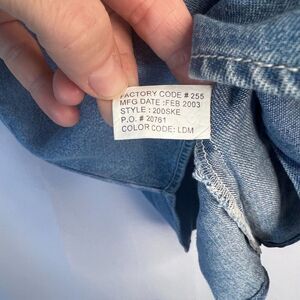 FACTORY CODE # 255
MFG DATE :FEB 2003
STYLE : 200SKE
P.O. # 20761
COLOR CODE: LDM